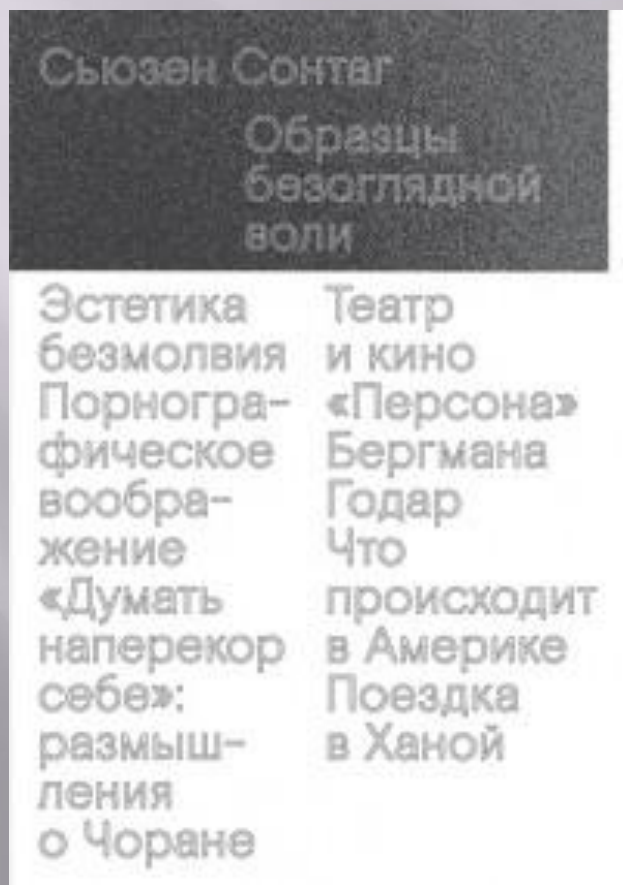 Сьюзен Сонтаг
Образцы
безоглядной
воли
Эстетика
безмолвия
Порногра-
фическое
вообра-
жение
«Думать
наперекор
себе»:
размыш-
ления
о Чоране
Театр
и кино
«Персона»
Бергмана
Годар
Что
происходит
в Америке
Поездка
в Ханой